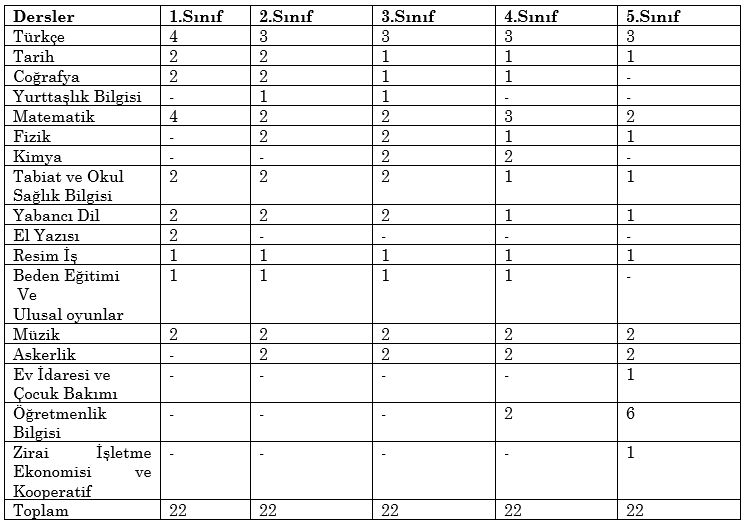 Dersler 1.Sınıf 2.Sınıf 3.Sınıf 4.Sınıf 5.Sınıf
Türkçe 4 3 3 3 3
Tarih 2 2 1 1 1
Coğrafya 2 2 1 1 -
Yurttaşlık Bilgisi - 1 1 - -
Matematik 4 2 2 3 2
Fizik - 2 2 1 1
Kimya - - 2 2 -
Tabiat ve Okul 2 2 2 1 1
Sağlık Bilgisi
Yabancı Dil 2 2 2 1 1
El Yazısı 2 - - - -
Resim İş 1 1 1 1 1
Beden Eğitimi 1 1 1 1 -
Ve
Ulusal oyunlar
Müzik 2 2 2 2 2
Askerlik - 2 2 2 2
Ev İdaresi ve - - - - 1
Çocuk Bakımı
Öğretmenlik - - - 2 6
Bilgisi
Zirai İşletme - - - - 1
Ekonomisi ve
Kooperatif
Toplam 22 22 22 22 22